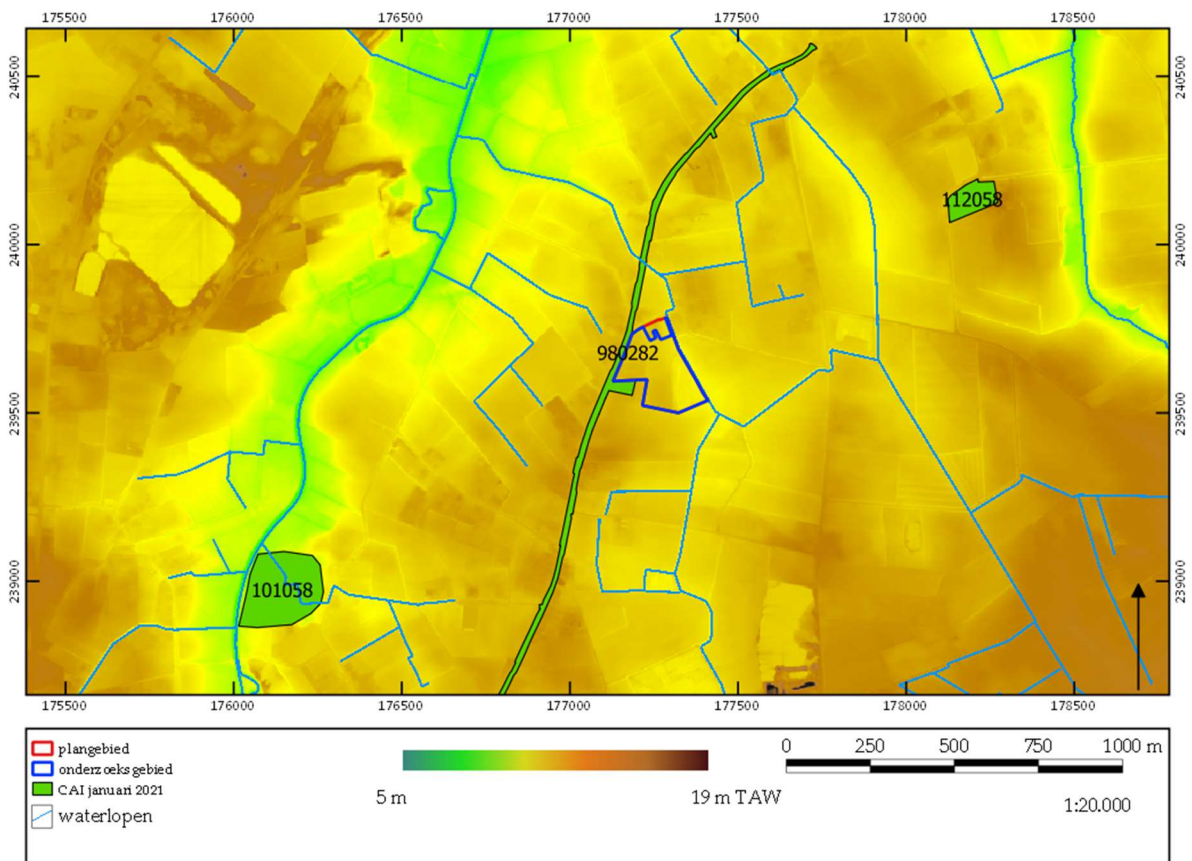 175500 176000 176500 177000 177500 178000 178500
240500 240500
112058
240000 240000
980282
239500 239500
101058
239000 239000
175500 176000 176500 177000 177500 178000 178500
plangebied
onderzoeksgebied
CAI januari 2021
waterlopen
5 m 19 m TAW
0 250 500 750 1000 m
1:20.000